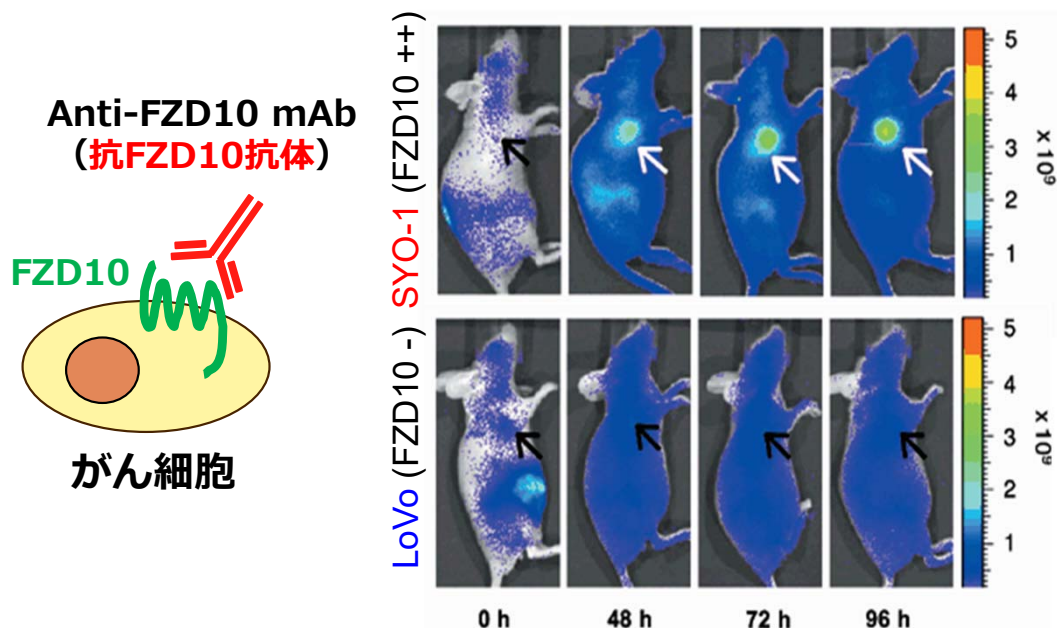 Anti-FZD10 mAb
（抗FZD10抗体）
FZD10
がん細胞
SYO-1 (FZD10 ++)
LoVo (FZD10 -)
5
4
3
2
1
x 10⁹
5
4
3
2
1
x 10⁹
0 h
48 h
72 h
96 h